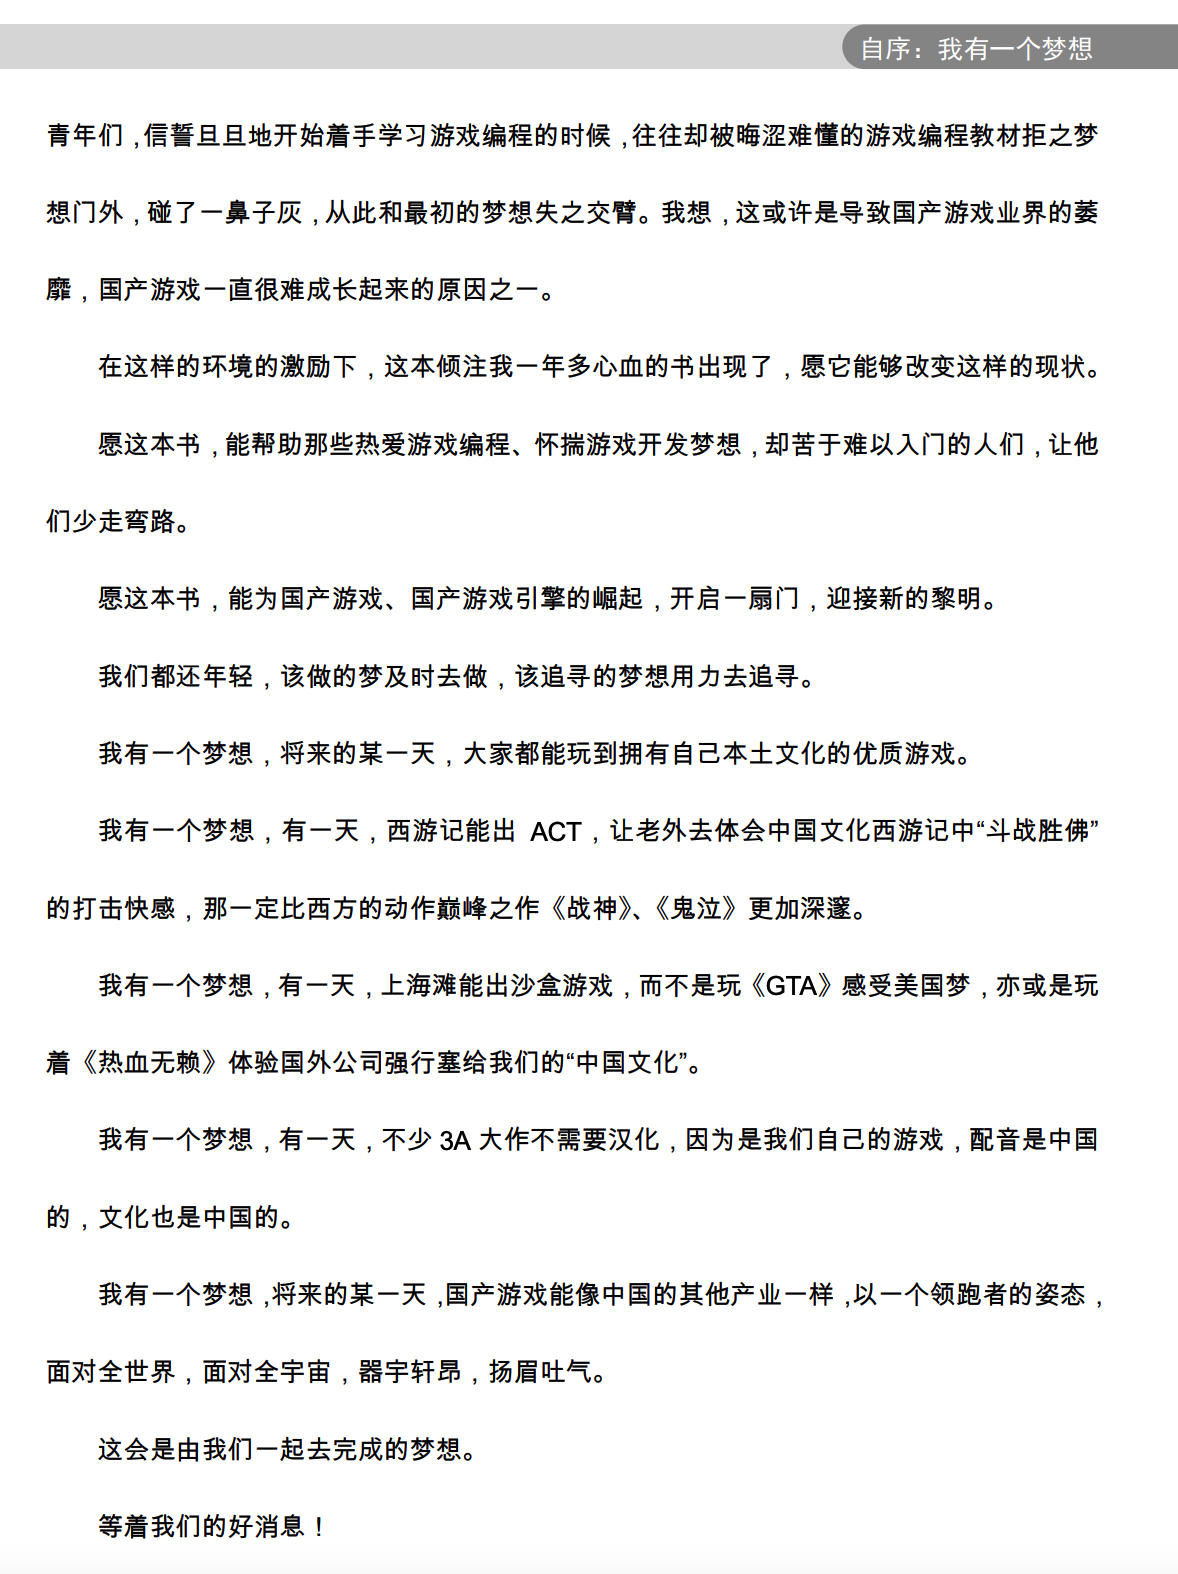 自序：我有一个梦想
青年们，信誓旦旦地开始着手学习游戏编程的时候，往往却被晦涩难懂的游戏编程教材拒之梦
想门外，碰了一鼻子灰，从此和最初的梦想失之交臂。我想，这或许是导致国产游戏业界的萎
靡，国产游戏一直很难成长起来的原因之一。
在这样的环境的激励下，这本倾注我一年多心血的书出现了，愿它能够改变这样的现状。
愿这本书，能帮助那些热爱游戏编程、怀揣游戏开发梦想，却苦于难以入门的人们，让他
们少走弯路。
愿这本书，能为国产游戏、国产游戏引擎的崛起，开启一扇门，迎接新的黎明。
我们都还年轻，该做的梦及时去做，该追寻的梦想用力去追寻。
我有一个梦想，将来的某一天，大家都能玩到拥有自己本土文化的优质游戏。
我有一个梦想，有一天，西游记能出 ACT，让老外去体会中国文化西游记中“斗战胜佛”
的打击快感，那一定比西方的动作巅峰之作《战神》、《鬼泣》更加深邃。
我有一个梦想，有一天，上海滩能出沙盒游戏，而不是玩《GTA》感受美国梦，亦或是玩
着《热血无赖》体验国外公司强行塞给我们的“中国文化”。
我有一个梦想，有一天，不少 3A 大作不需要汉化，因为是我们自己的游戏，配音是中国
的，文化也是中国的。
我有一个梦想，将来的某一天，国产游戏能像中国的其他产业一样，以一个领跑者的姿态，
面对全世界，面对全宇宙，器宇轩昂，扬眉吐气。
这会是由我们一起去完成的梦想。
等着我们的好消息！